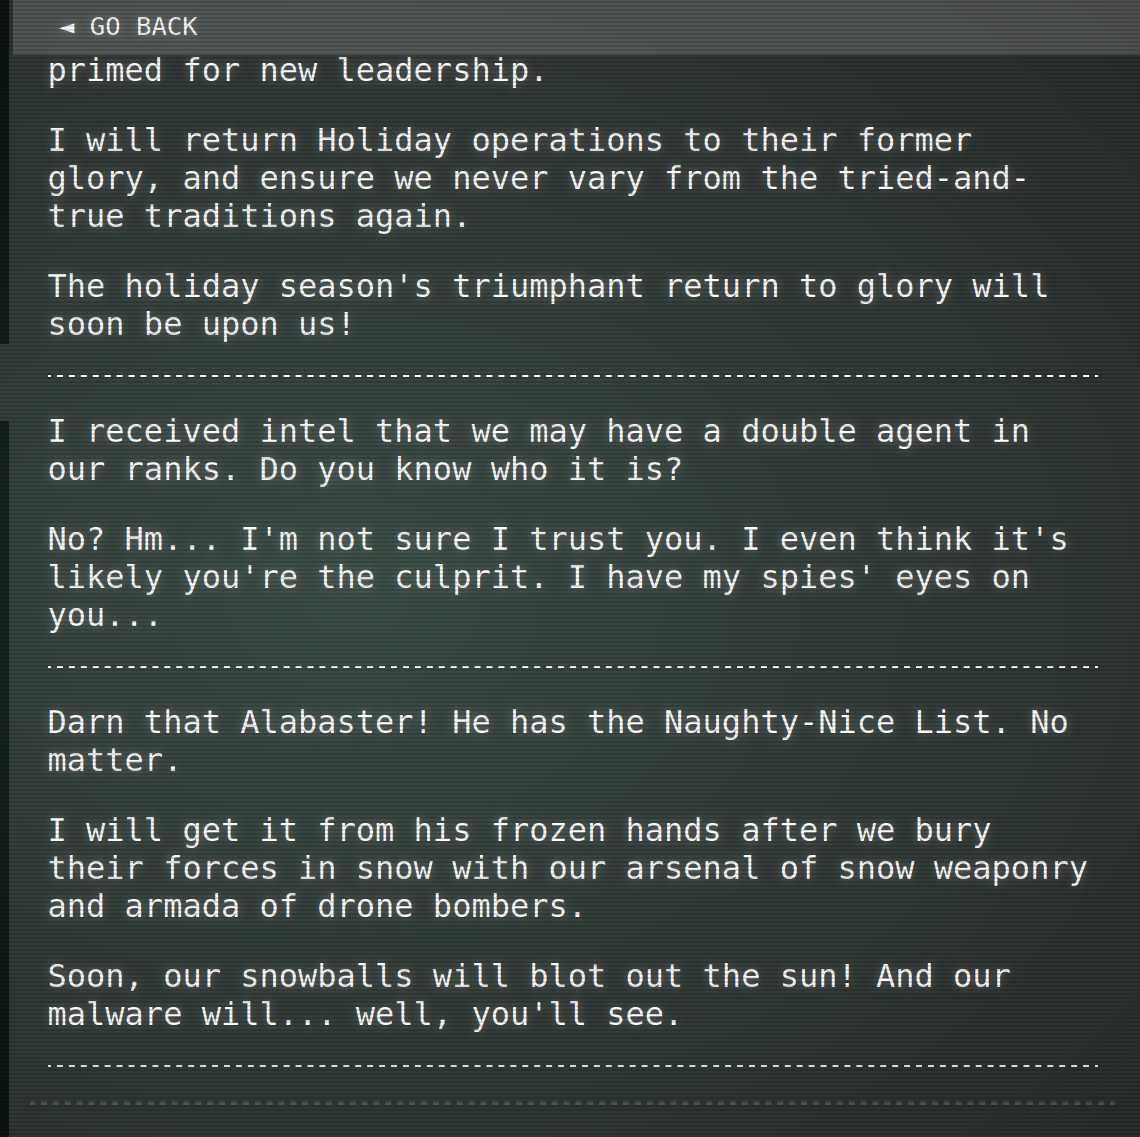 ◄ GO BACK
primed for new leadership.
I will return Holiday operations to their former
glory, and ensure we never vary from the tried-and-
true traditions again.
The holiday season's triumphant return to glory will
soon be upon us!
I received intel that we may have a double agent in
our ranks. Do you know who it is?
No? Hm... I'm not sure I trust you. I even think it's
likely you're the culprit. I have my spies' eyes on
you...
Darn that Alabaster! He has the Naughty-Nice List. No
matter.
I will get it from his frozen hands after we bury
their forces in snow with our arsenal of snow weaponry
and armada of drone bombers.
Soon, our snowballs will blot out the sun! And our
malware will... well, you'll see.